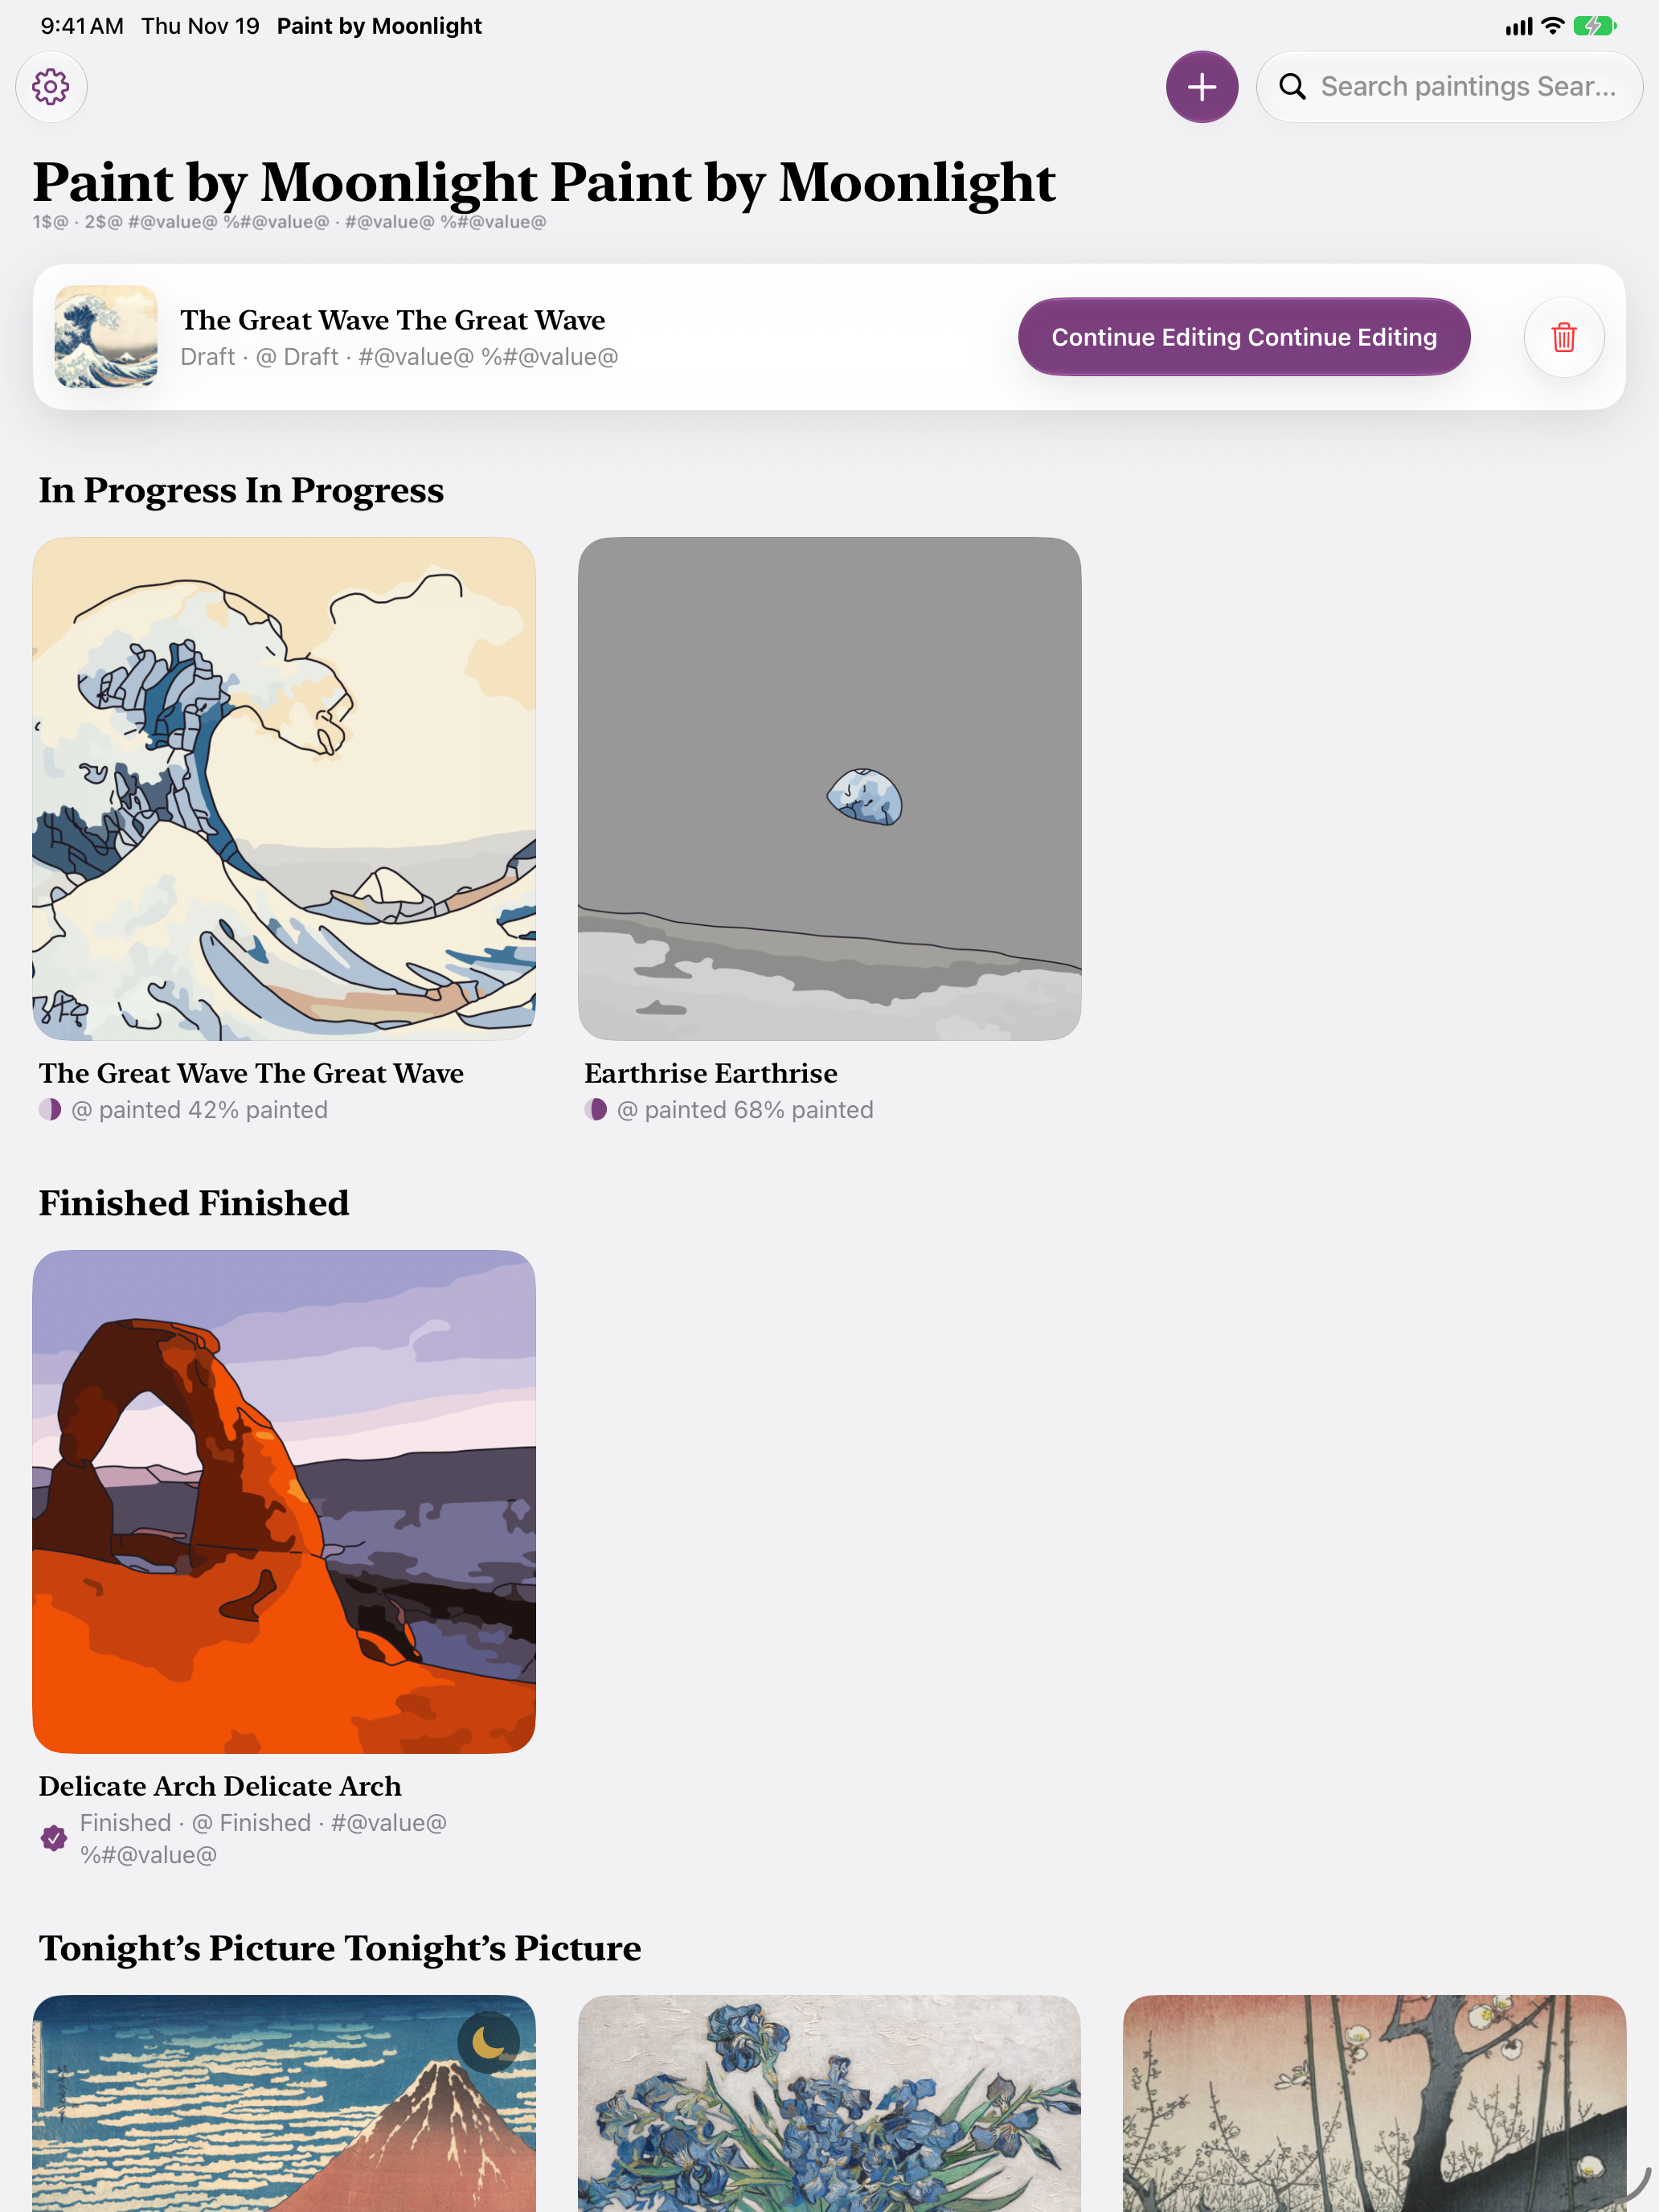 9:41 AM Thu Nov 19 Paint by Moonlight
Search paintings Sear...
Paint by Moonlight Paint by Moonlight
1$@ · 2$@ #@value@ %#@value@ · #@value@ %#@value@
The Great Wave The Great Wave
Draft · @ Draft · #@value@ %#@value@
Continue Editing Continue Editing
In Progress In Progress
The Great Wave The Great Wave
@ painted 42% painted
Earthrise Earthrise
@ painted 68% painted
Finished Finished
Delicate Arch Delicate Arch
Finished · @ Finished · #@value@
%#@value@
Tonight’s Picture Tonight’s Picture